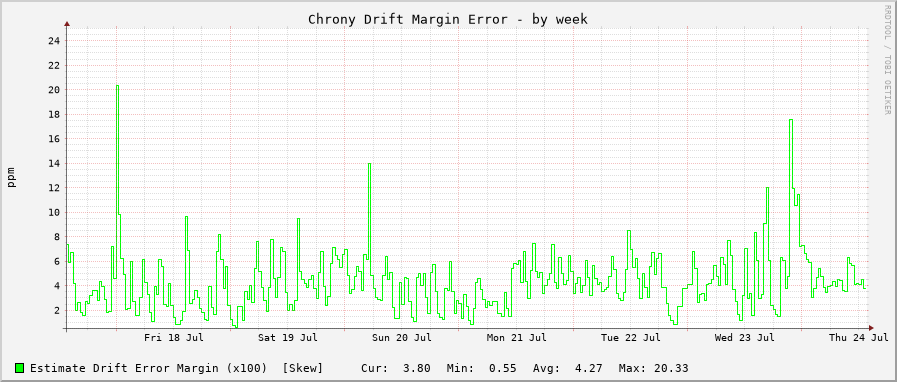 Chrony Drift Margin Error - by week
RRDTOOL / TOBI OETIKER
ppm
24
22
20
18
16
14
12
10
8
6
4
2
Fri 18 Jul Sat 19 Jul Sun 20 Jul Mon 21 Jul Tue 22 Jul Wed 23 Jul Thu 24 Jul
Estimate Drift Error Margin (x100) [Skew] Cur: 3.80 Min: 0.55 Avg: 4.27 Max: 20.33